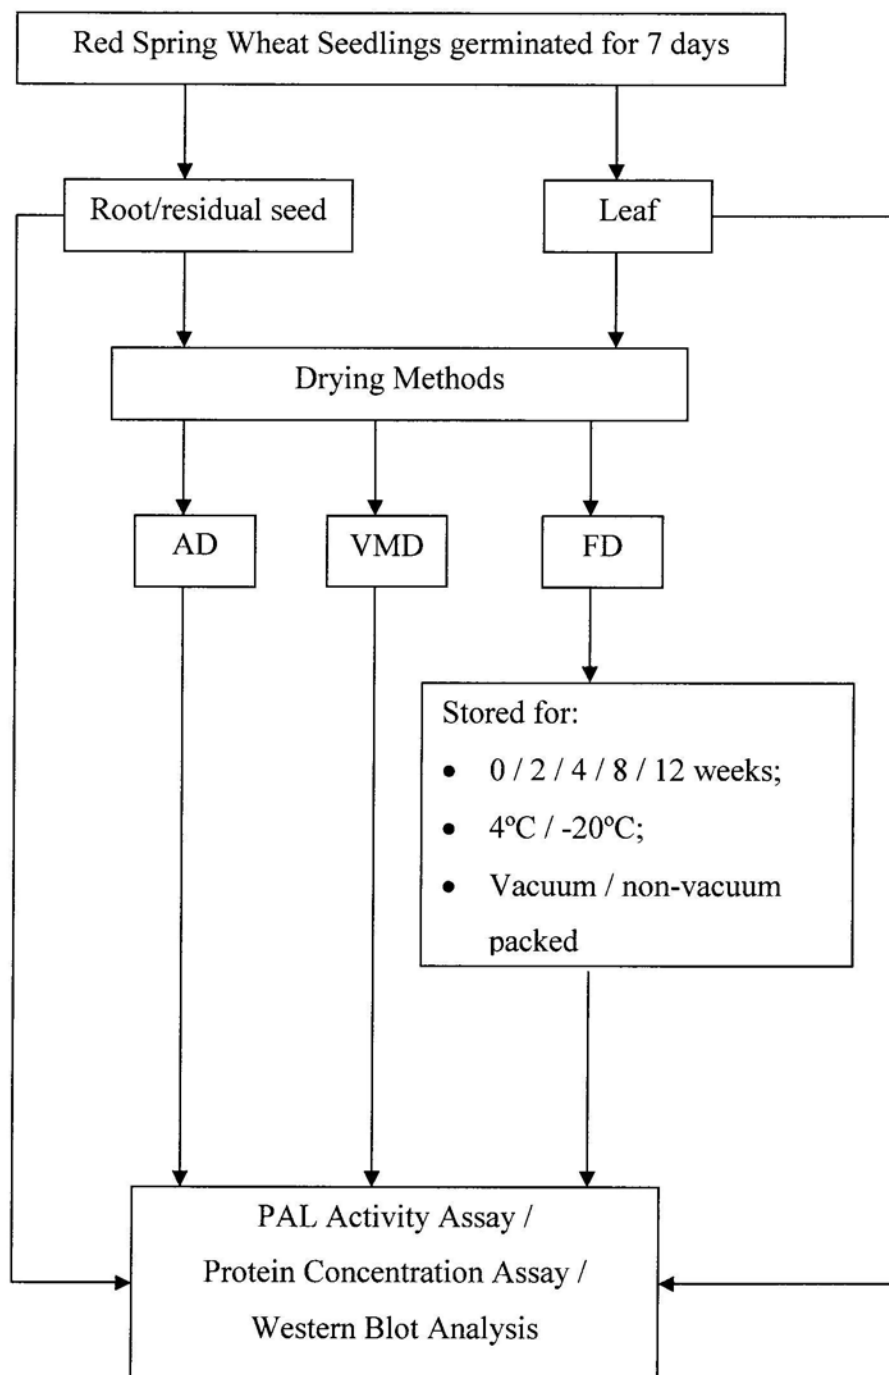 Red Spring Wheat Seedlings germinated for 7 days
Root/residual seed
Leaf
Drying Methods
AD
VMD
FD
Stored for:
• 0 / 2 / 4 / 8 / 12 weeks;
• 4ºC / -20ºC;
• Vacuum / non-vacuum
packed
PAL Activity Assay /
Protein Concentration Assay /
Western Blot Analysis